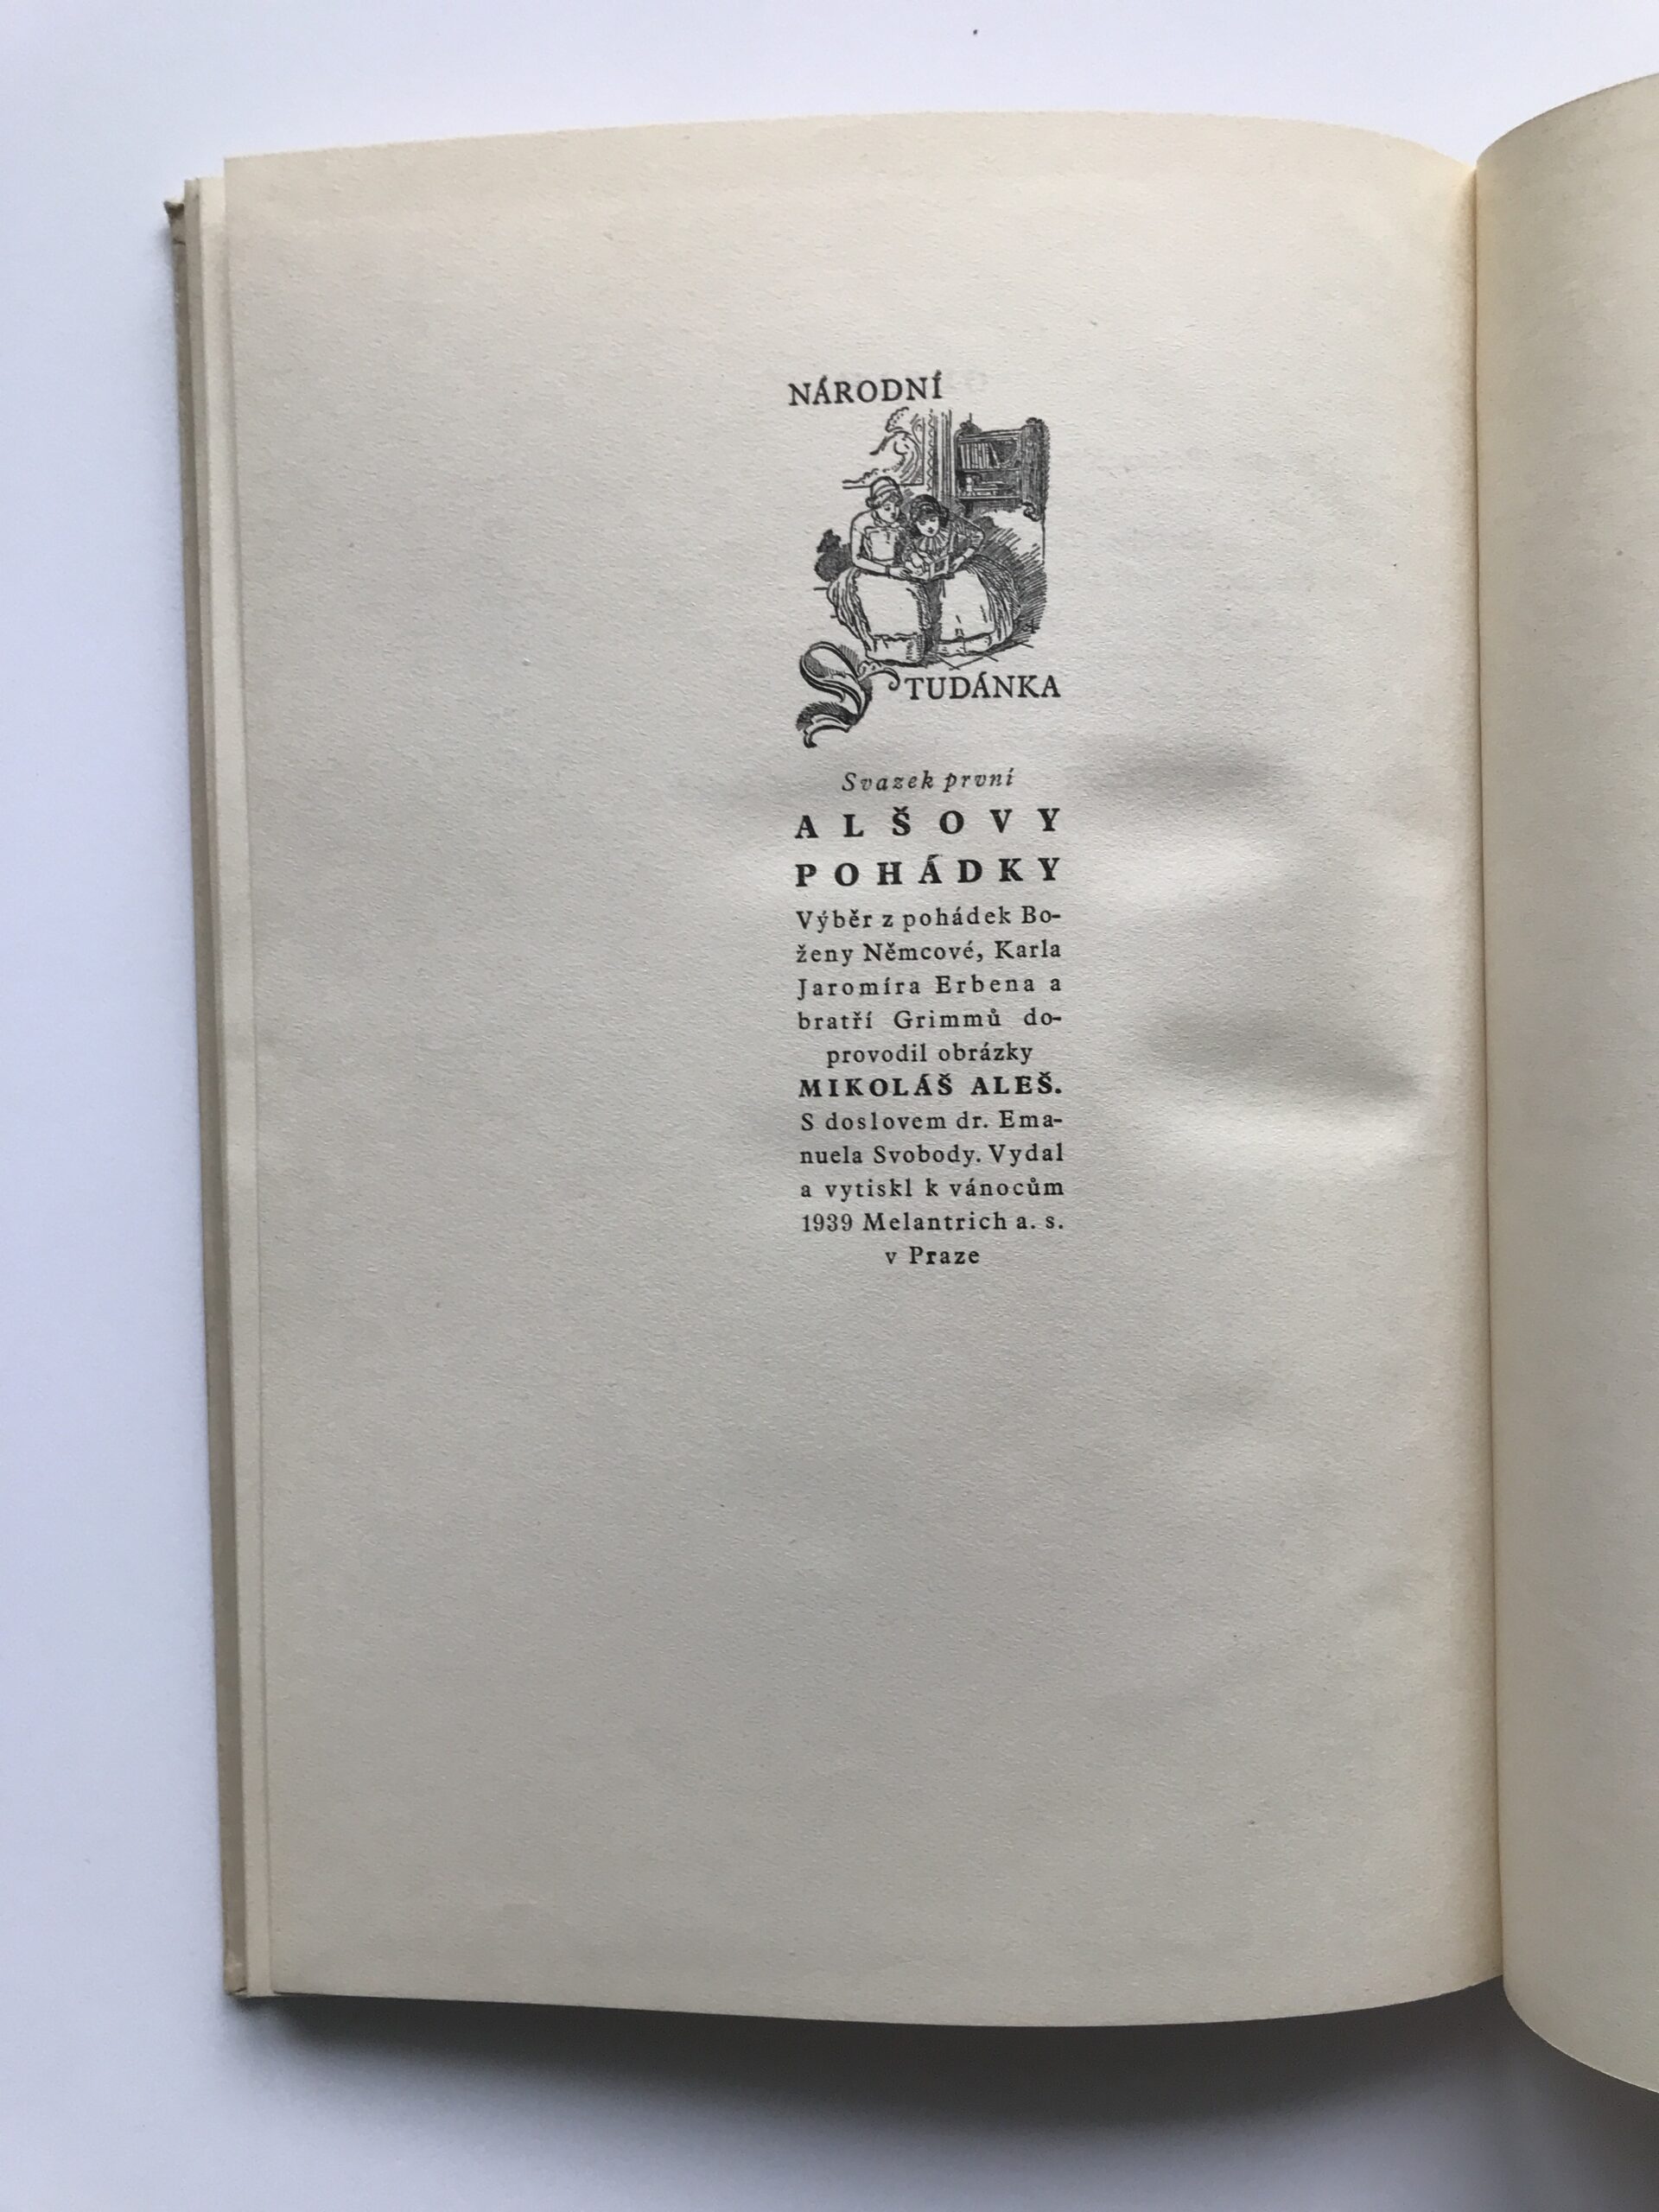 NÁRODNÍ
STUDÁNKA
Svazek první
ALŠOVY
POHÁDKY
Výběr z pohádek Bo-
ženy Němcové, Karla
Jaromíra Erbena a
bratří Grimmů do-
provodil obrázky
MIKOLÁŠ ALEŠ.
S doslovem dr. Ema-
nuela Svobody. Vydal
a vytiskl k vánocům
1939 Melantrich a. s.
v Praze